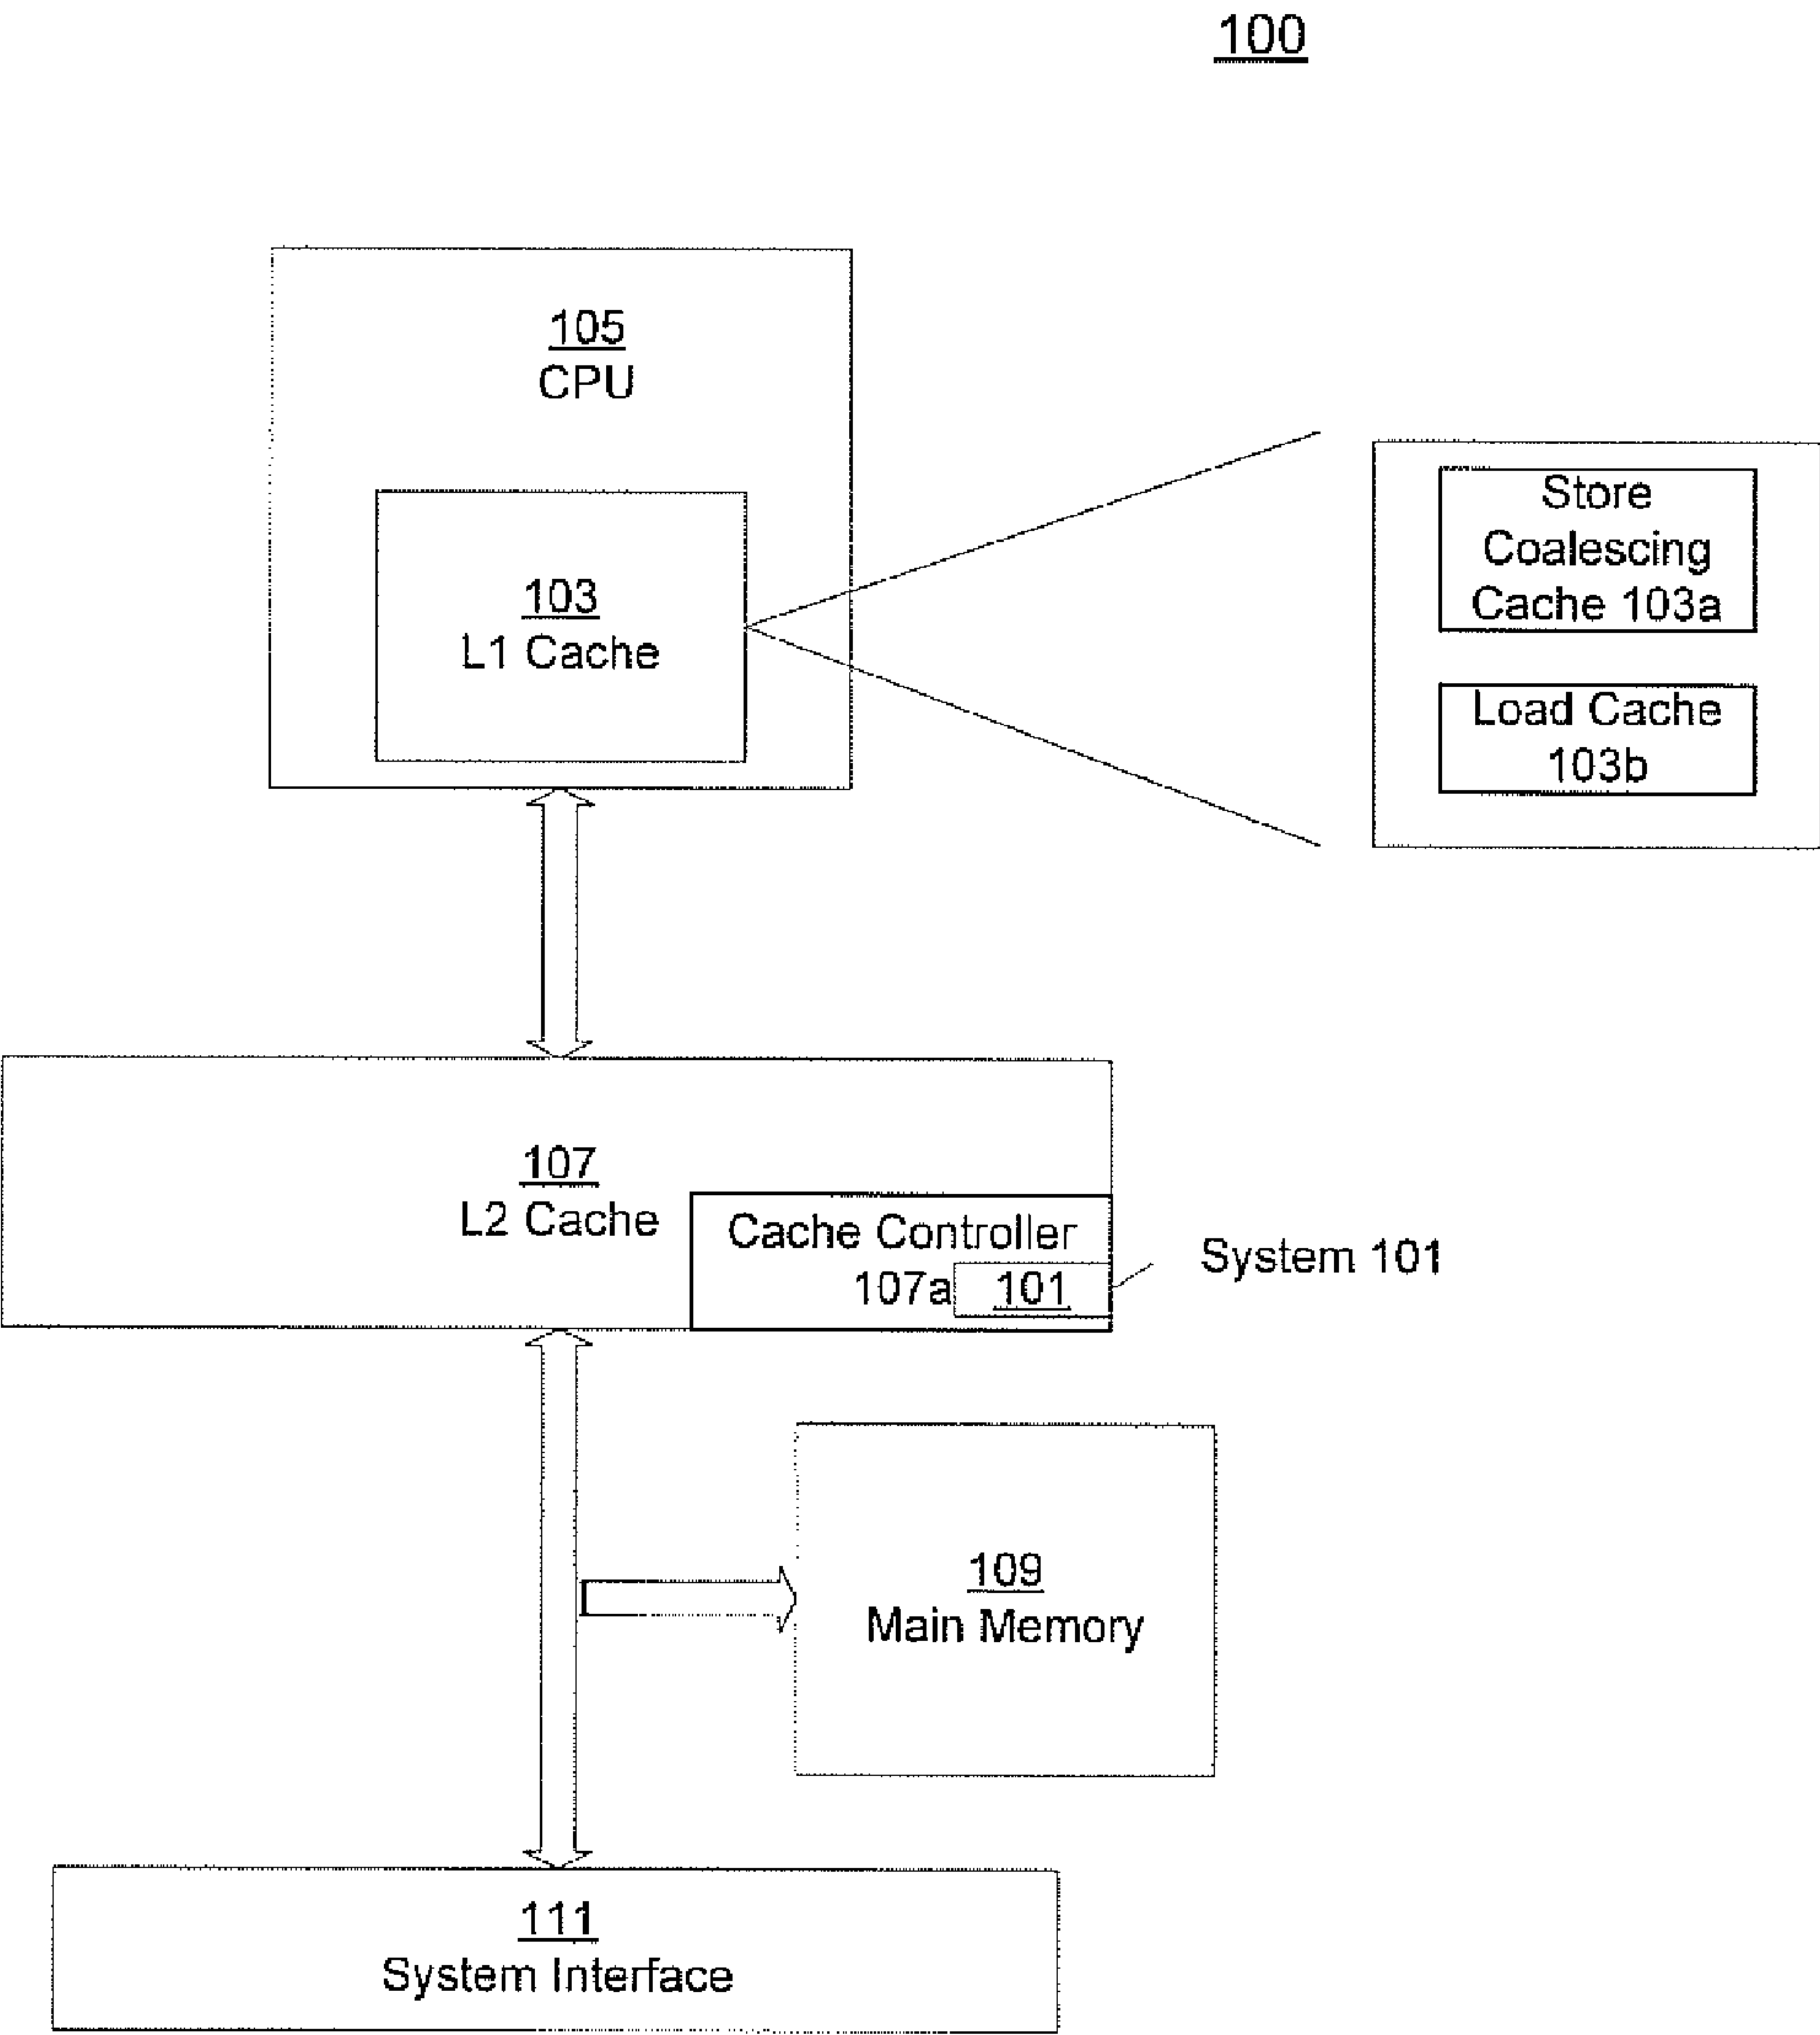 100
105
CPU
103
L1 Cache
Store
Coalescing
Cache 103a
Load Cache
103b
107
L2 Cache
Cache Controller
107a 101
System 101
109
Main Memory
111
System Interface